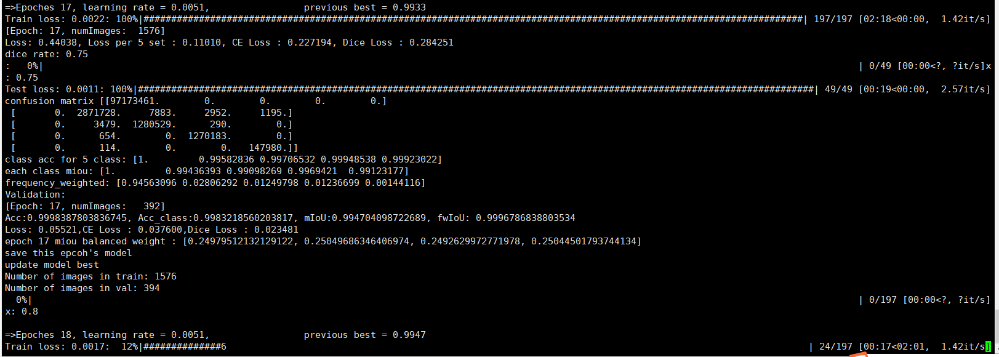 =>Epoches 17, learning rate = 0.0051,                 previous best = 0.9933
Train loss: 0.0022: 100%|#######################################################################################################################| 197/197 [02:18<00:00,  1.42it/s]
[Epoch: 17, numImages:  1576]
Loss: 0.44038, Loss per 5 set : 0.11010, CE Loss : 0.227194, Dice Loss : 0.284251
dice rate: 0.75
:   0%|                                                                                                                                                   | 0/49 [00:00<?, ?it/s]x
: 0.75
Test loss: 0.0011: 100%|##########################################################################################################################| 49/49 [00:19<00:00,  2.57it/s]
confusion matrix [[97173461.        0.        0.        0.        0.]
 [       0.  2871728.     7883.     2952.     1195.]
 [       0.     3479.  1280529.      290.        0.]
 [       0.      654.        0.  1270183.        0.]
 [       0.      114.        0.        0.   147980.]]
class acc for 5 class: [1.         0.99582836 0.99706532 0.99948538 0.99923022]
each class miou: [1.         0.99436393 0.99098269 0.9969421  0.99123177]
frequency_weighted: [0.94563096 0.02806292 0.01249798 0.01236699 0.00144116]
Validation:
[Epoch: 17, numImages:   392]
Acc:0.9998387803836745, Acc_class:0.9983218560203817, mIoU:0.994704098722689, fwIoU: 0.9996786838803534
Loss: 0.05521,CE Loss : 0.037600,Dice Loss : 0.023481
epoch 17 miou balanced weight : [0.24979512132129122, 0.25049686346406974, 0.2492629972771978, 0.250445017937441​34]
save this epcoh's model
update model best
Number of images in train: 1576
Number of images in val: 394
  0%|                                                                                                                                                     | 0/197 [00:00<?, ?it/s]
x: 0.8
=>Epoches 18, learning rate = 0.0051,                 previous best = 0.9947
Train loss: 0.0017:  12%|##############6                                                                                                         | 24/197 [00:17<02:01,  1.42it/s]